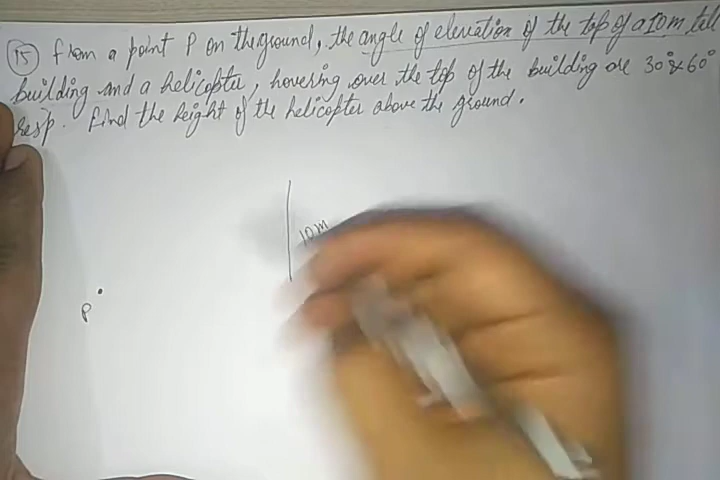 15 from a point P on the ground, the angle of elevation of the top of a 10m tall
building and a helicopter, hovering over the top of the building are 30° & 60°
resp. find the height of the helicopter above the ground.
10m
P